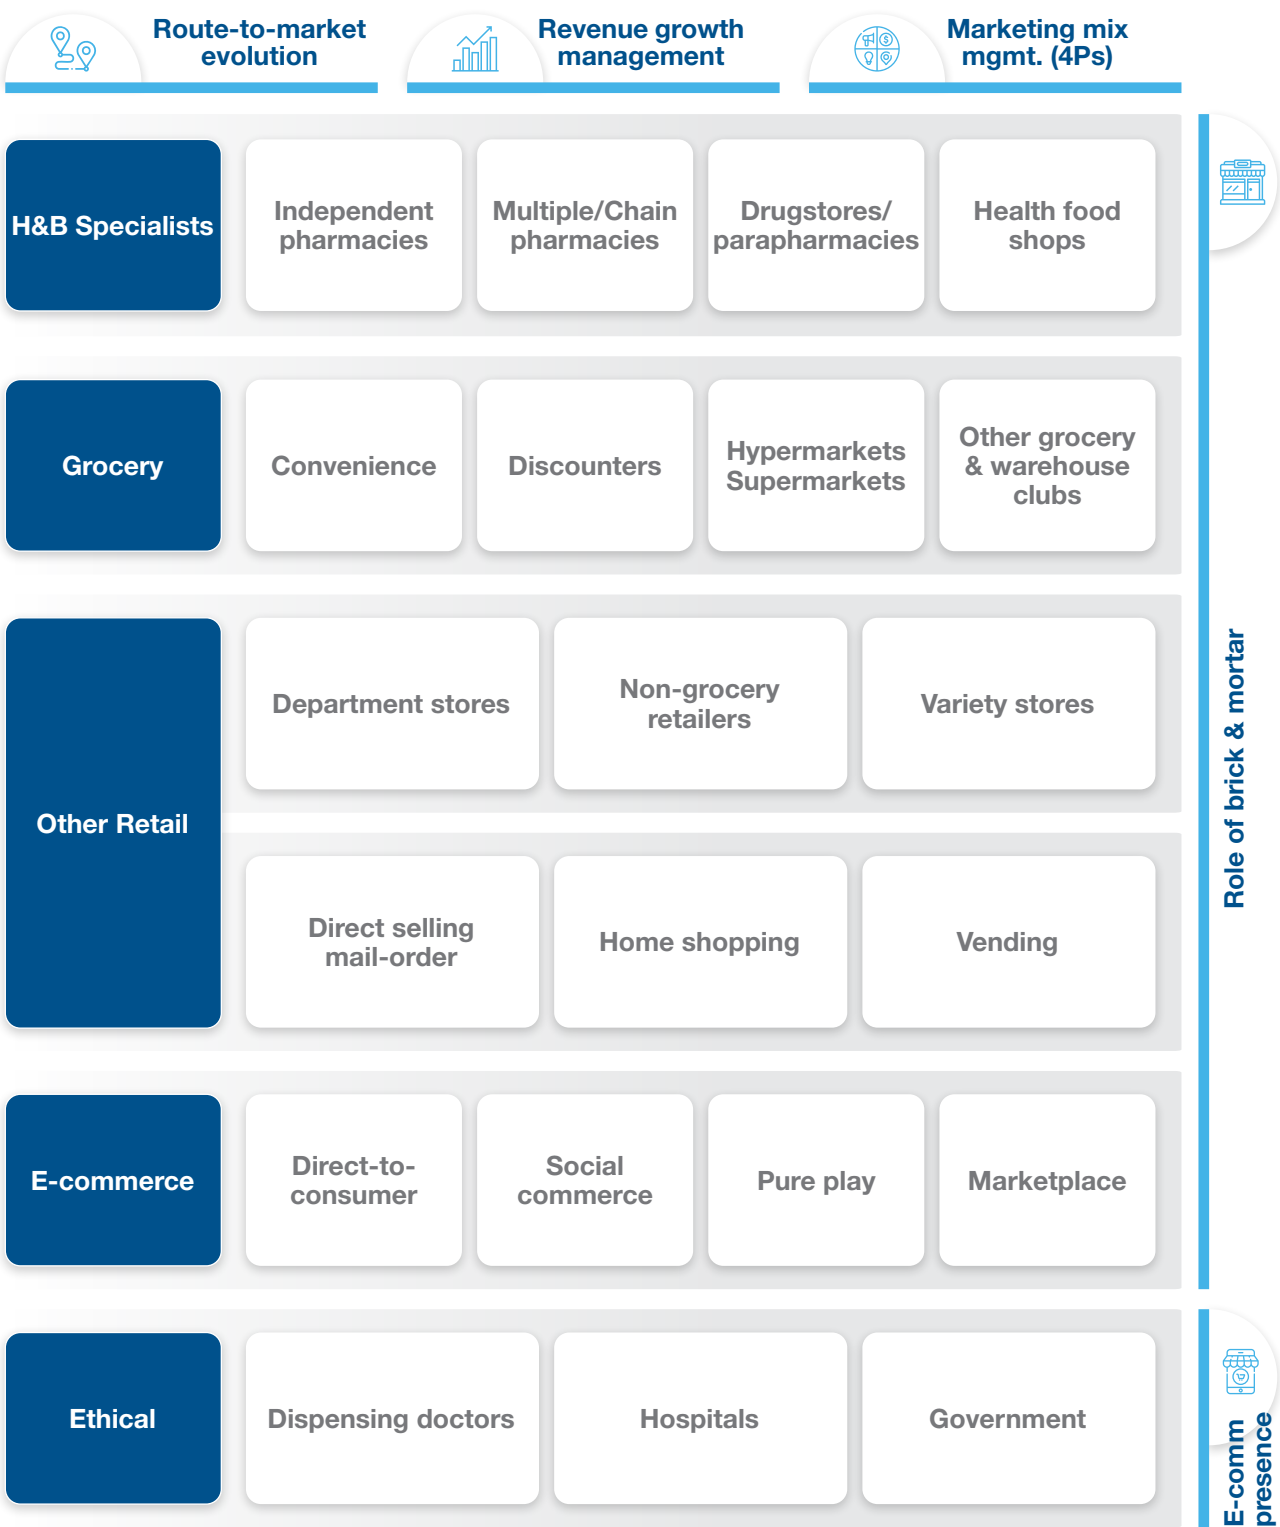 Route-to-market
evolution
Revenue growth
management
Marketing mix
mgmt. (4Ps)
H&B Specialists
Independent
pharmacies
Multiple/Chain
pharmacies
Drugstores/
parapharmacies
Health food
shops
Grocery
Convenience
Discounters
Hypermarkets
Supermarkets
Other grocery
& warehouse
clubs
Other Retail
Department stores
Non-grocery
retailers
Variety stores
Direct selling
mail-order
Home shopping
Vending
E-commerce
Direct-to-
consumer
Social
commerce
Pure play
Marketplace
Ethical
Dispensing doctors
Hospitals
Government
Role of brick & mortar
E-comm
presence